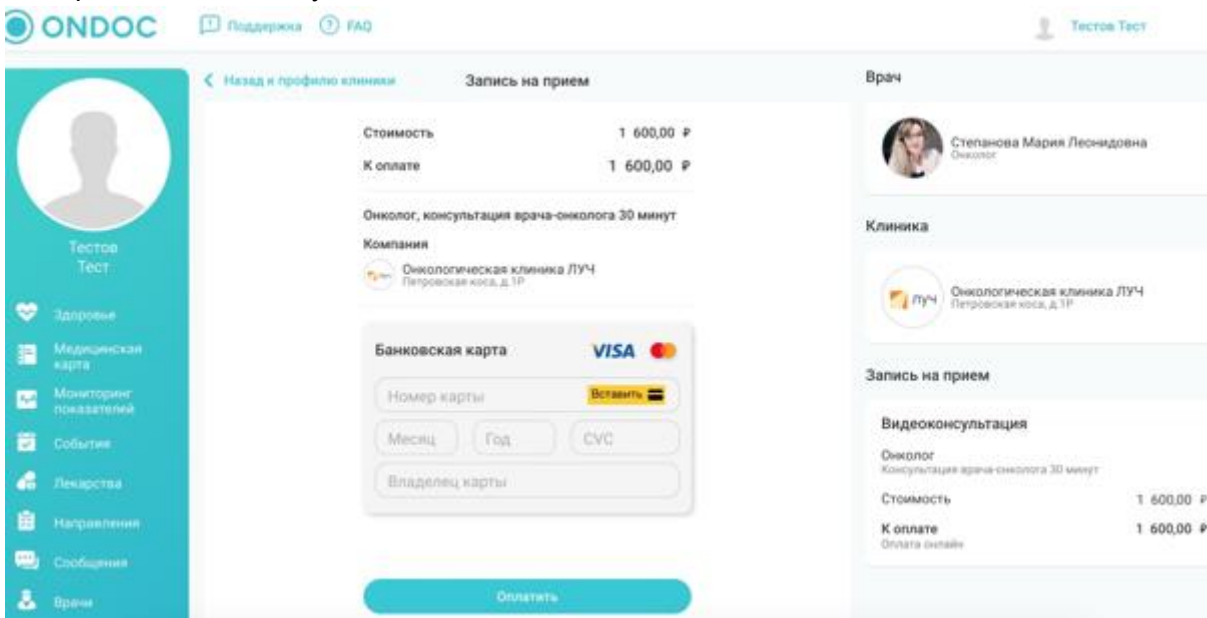 ONDOC
Поддержка
FAQ
Тестов Тест
Тестов
Тест
Здоровье
Медицинская
карта
Мониторинг
показателей
События
Лекарства
Направления
Сообщения
Врачи
Назад к профилю клиники
Запись на прием
Стоимость 1 600,00 ₽
К оплате 1 600,00 ₽
Онколог, консультация врача-онколога 30 минут
Компания
Онкологическая клиника ЛУЧ
Петровская коса, д.1Р
Банковская карта VISA
Номер карты Вставить
Месяц Год CVC
Владелец карты
Оплатить
Врач
Степанова Мария Леонидовна
Онколог
Клиника
луч
Онкологическая клиника ЛУЧ
Петровская коса, д.1Р
Запись на прием
Видеоконсультация
Онколог
Консультация врача-онколога 30 минут
Стоимость 1 600,00 ₽
К оплате 1 600,00 ₽
Оплата онлайн